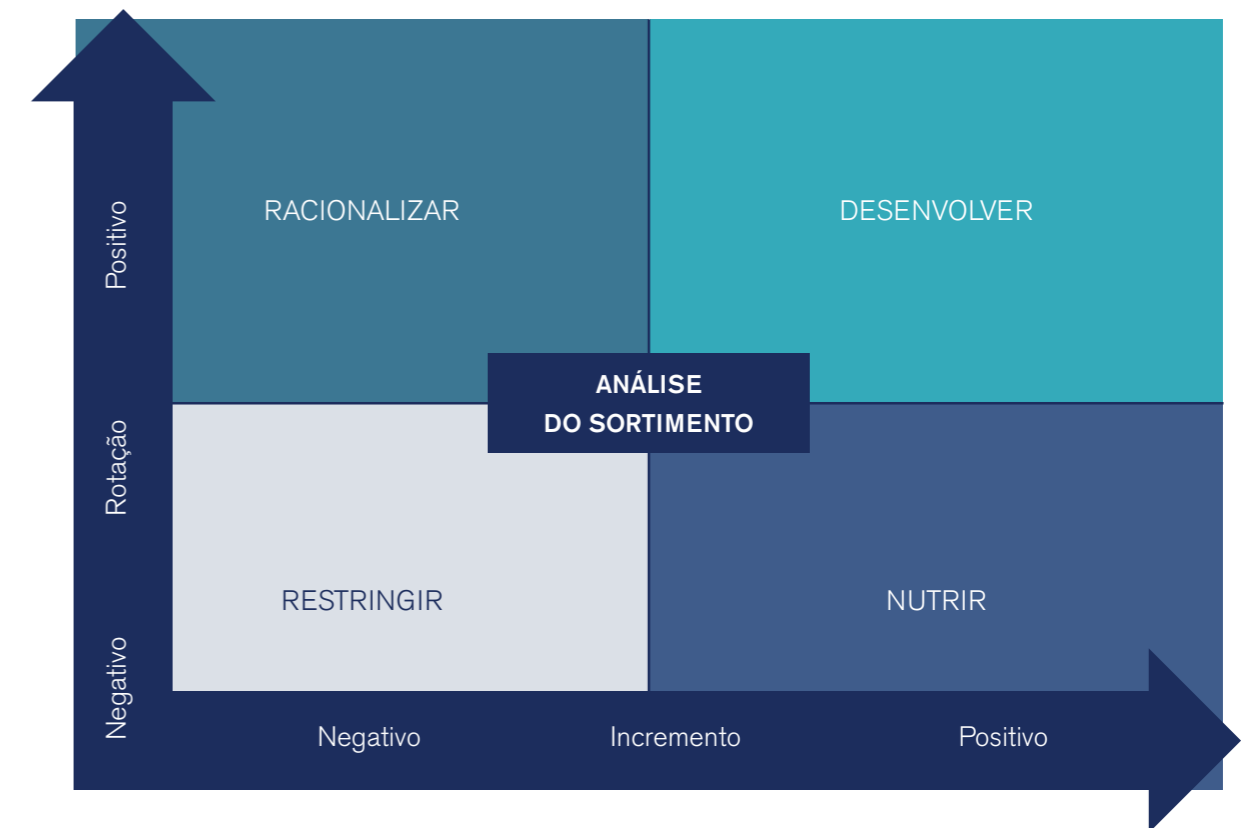 RACIONALIZAR
DESENVOLVER
ANÁLISE
DO SORTIMENTO
RESTRINGIR
NUTRIR
Positivo
Rotação
Negativo
Negativo
Incremento
Positivo